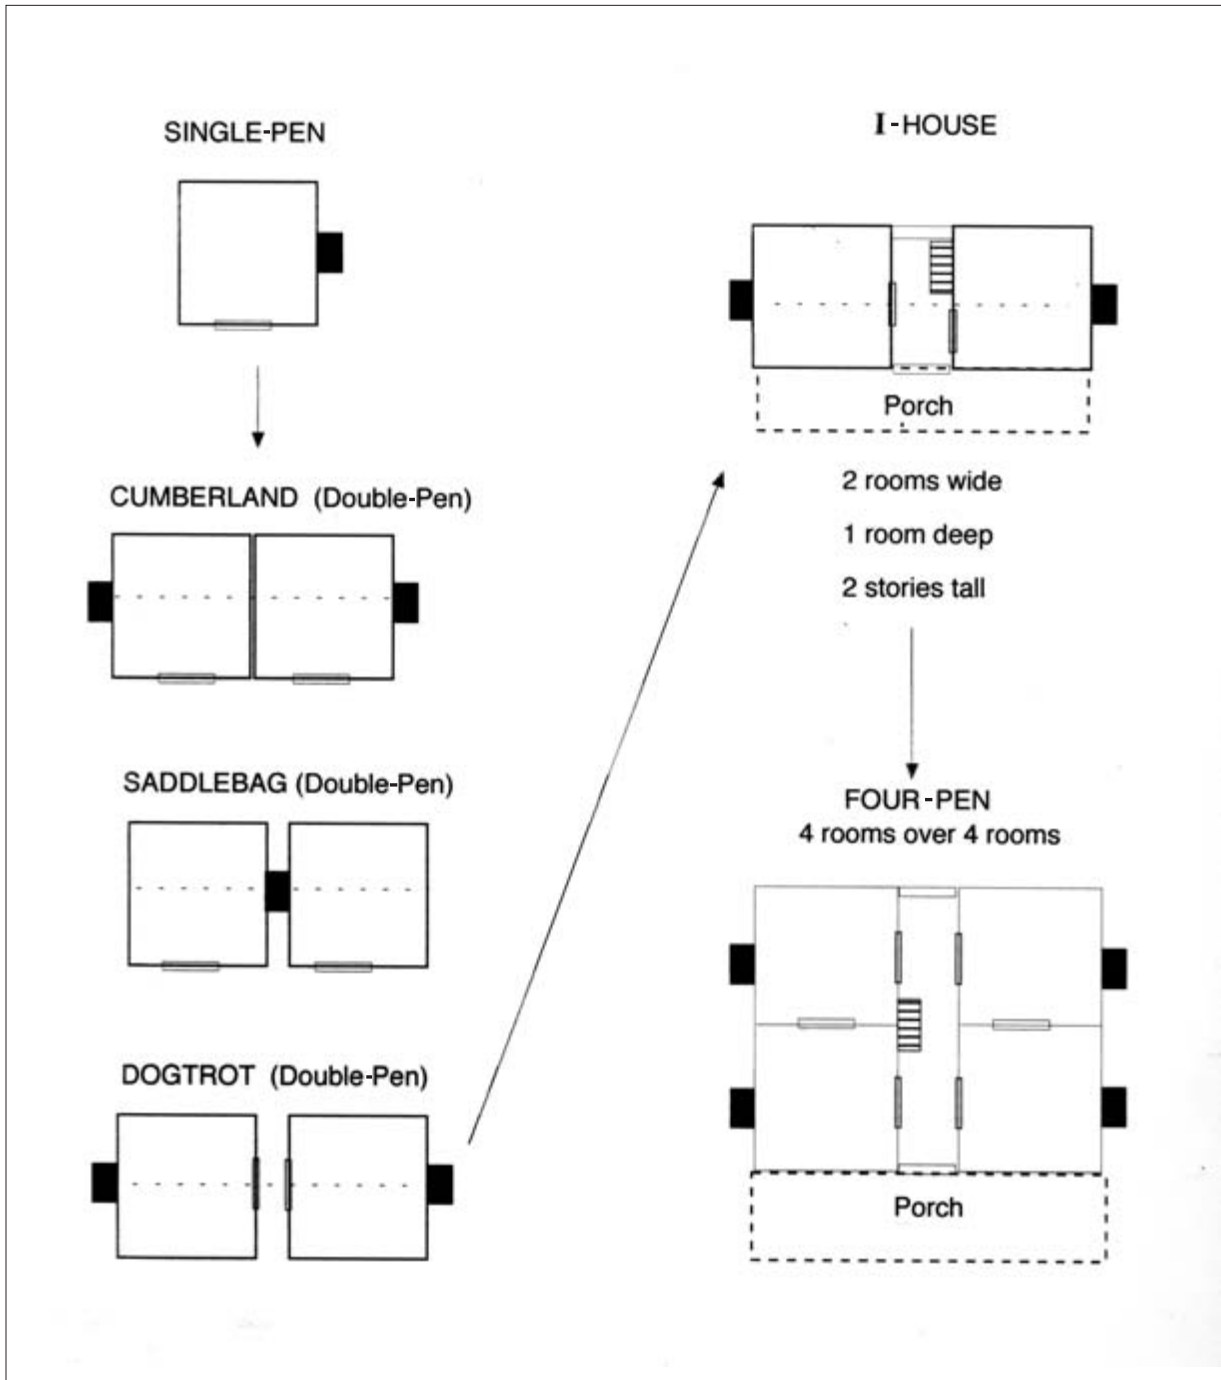 SINGLE-PEN
CUMBERLAND (Double-Pen)
SADDLEBAG (Double-Pen)
DOGTROT (Double-Pen)
I-HOUSE
Porch
2 rooms wide
1 room deep
2 stories tall
FOUR-PEN
4 rooms over 4 rooms
Porch